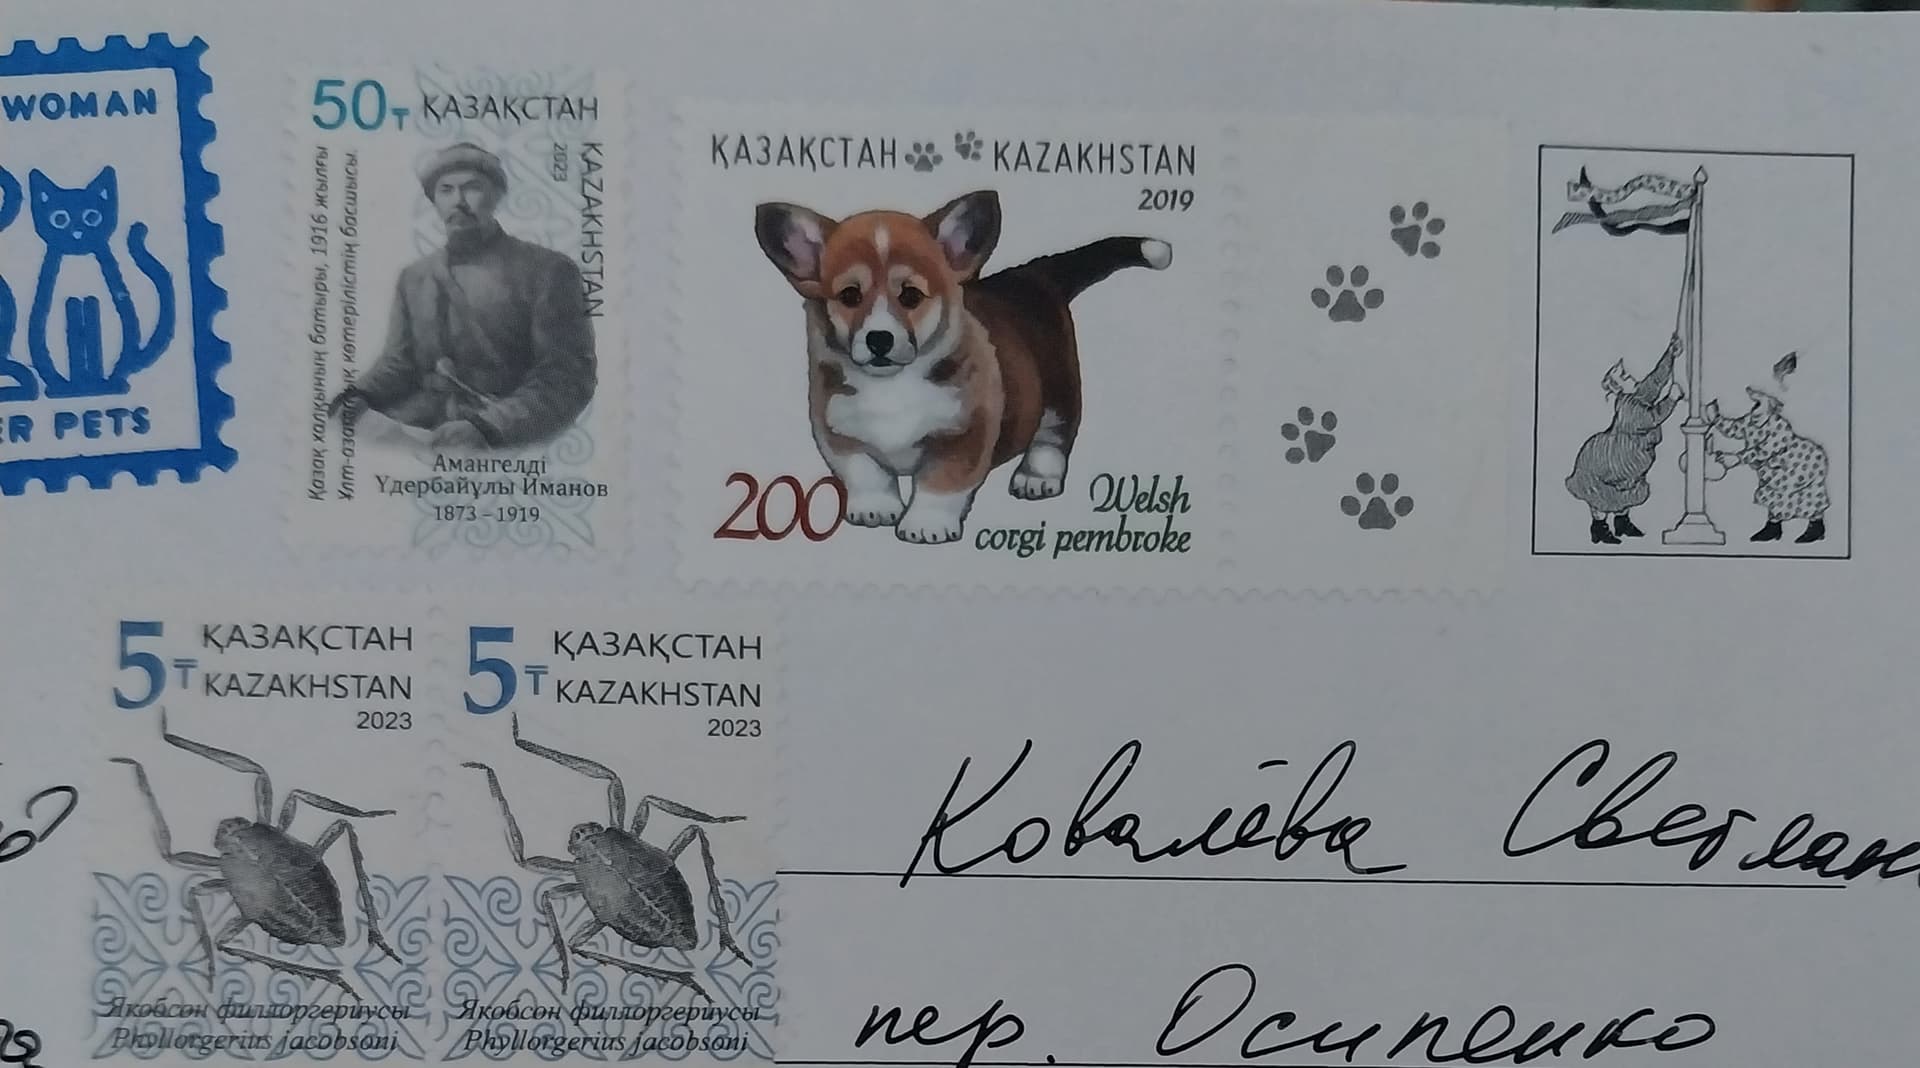 WOMAN
ER PETS
50₸ ҚАЗАҚСТАН
KAZAKHSTAN
2023
Қазақ халқының батыры, 1916 жылғы
Ұлт-азаттық көтерілістің басшысы.
Амангелді
Үдербайұлы Иманов
1873 – 1919
ҚАЗАҚСТАН KAZAKHSTAN
2019
200
Welsh
corgi pembroke
5₸ ҚАЗАҚСТАН
KAZAKHSTAN
2023
Якобсон филлоргериусы
Phyllorgerius jacobsoni
5₸ ҚАЗАҚСТАН
KAZAKHSTAN
2023
Якобсон филлоргериусы
Phyllorgerius jacobsoni
Ковалёва Светлан
пер. Осипенко